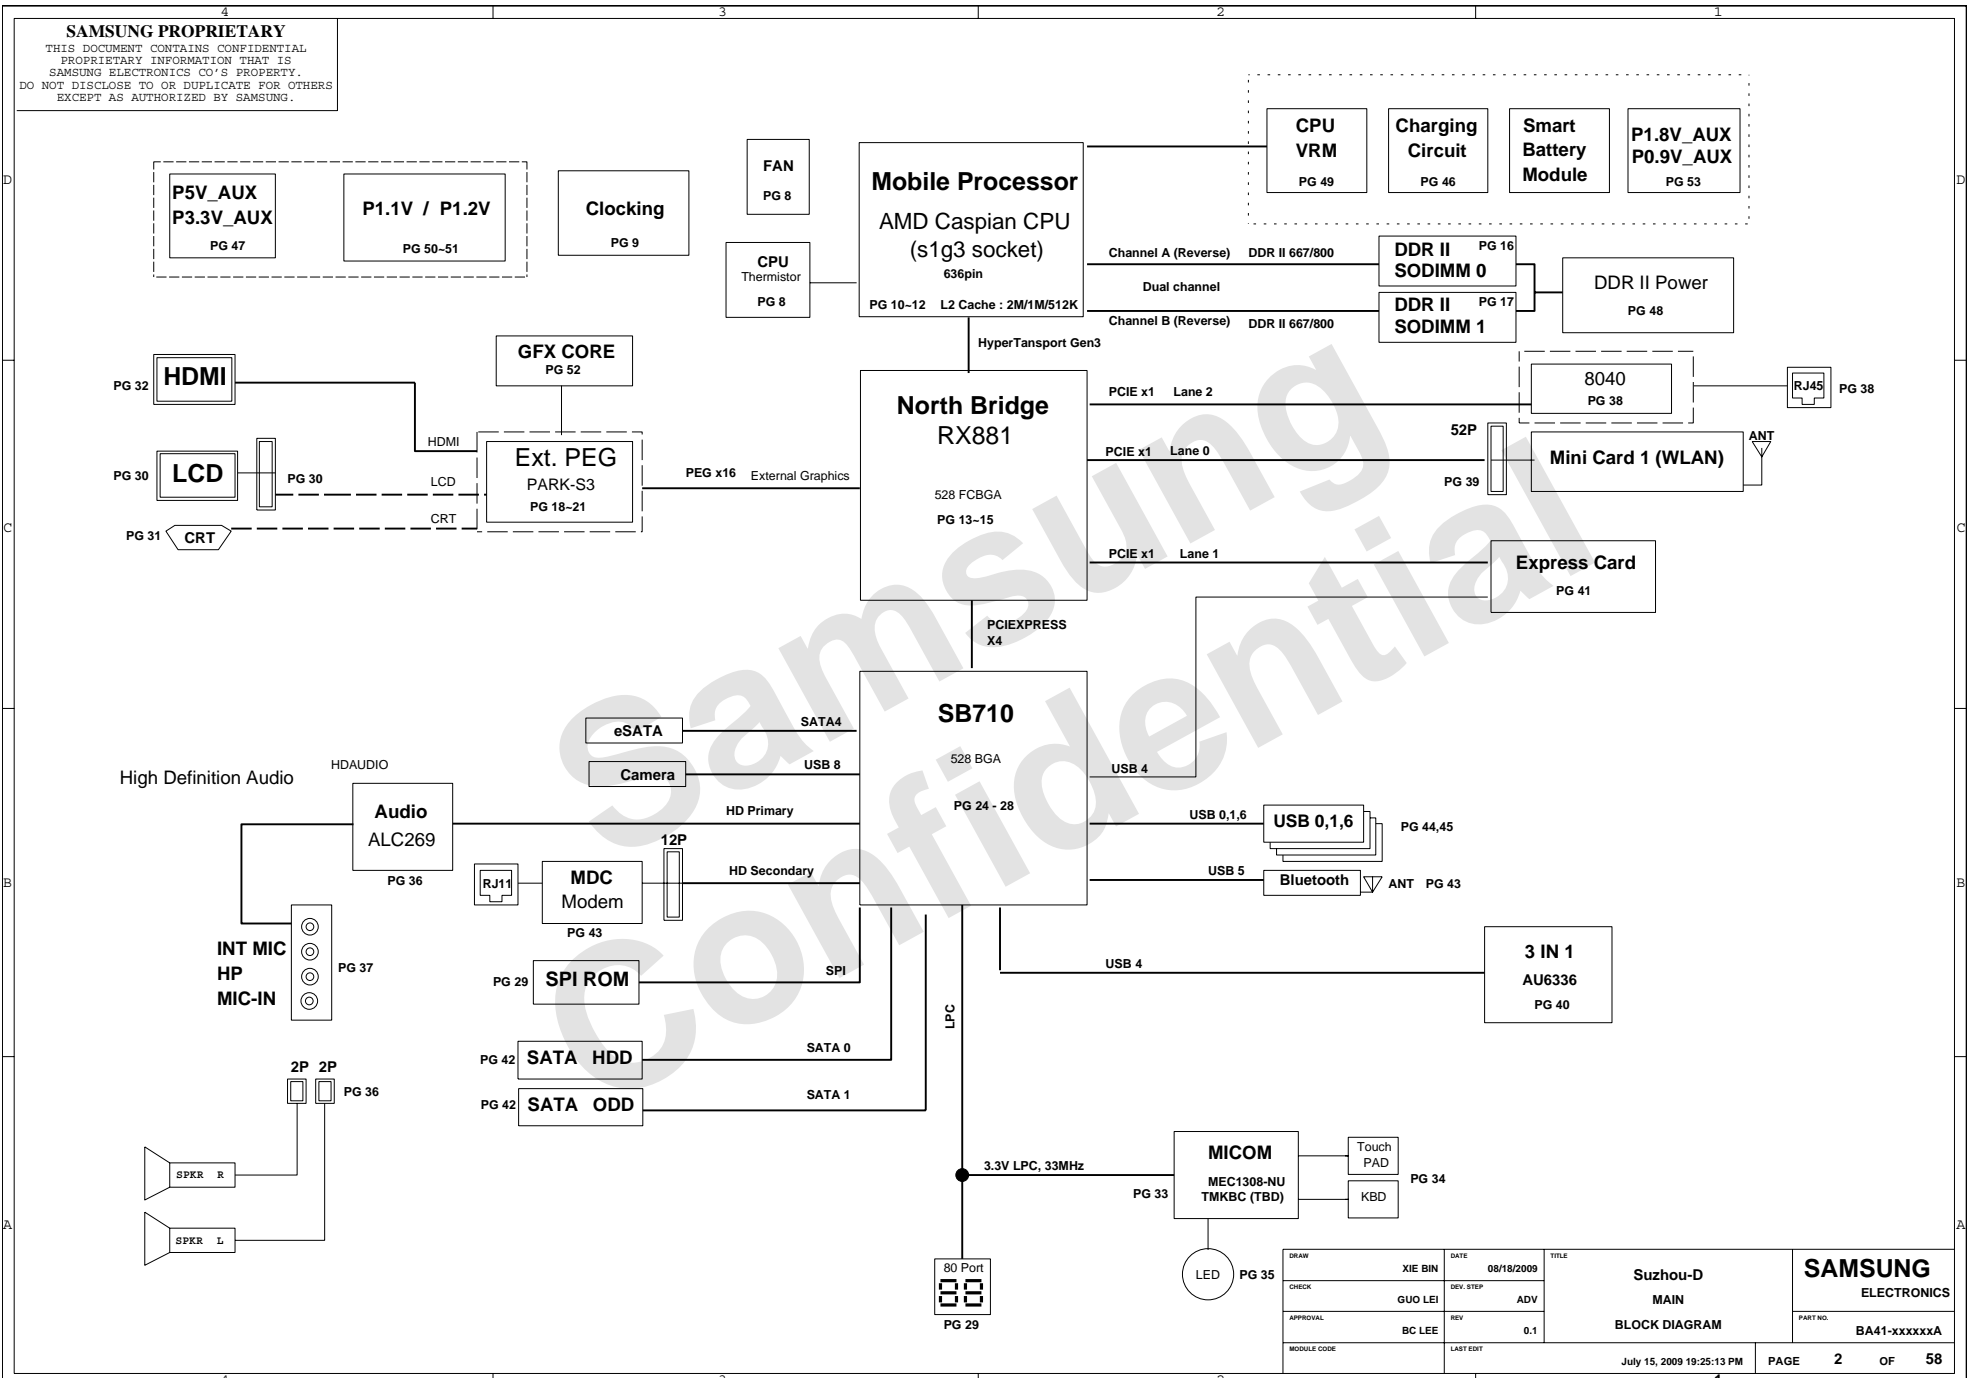 4
3
2
1
SAMSUNG PROPRIETARY
THIS DOCUMENT CONTAINS CONFIDENTIAL
PROPRIETARY INFORMATION THAT IS
SAMSUNG ELECTRONICS CO'S PROPERTY.
DO NOT DISCLOSE TO OR DUPLICATE FOR OTHERS
EXCEPT AS AUTHORIZED BY SAMSUNG.
D
D
P5V_AUX
P3.3V_AUX
PG 47
P1.1V / P1.2V
PG 50~51
Clocking
PG 9
FAN
PG 8
CPU
Thermistor
PG 8
Mobile Processor
AMD Caspian CPU
(s1g3 socket)
636pin
PG 10~12 L2 Cache : 2M/1M/512K
CPU
VRM
PG 49
Charging
Circuit
PG 46
Smart
Battery
Module
P1.8V_AUX
P0.9V_AUX
PG 53
Channel A (Reverse) DDR II 667/800
Dual channel
Channel B (Reverse) DDR II 667/800
DDR II PG 16
SODIMM 0
DDR II PG 17
SODIMM 1
DDR II Power
PG 48
HyperTansport Gen3
PG 32 HDMI
GFX CORE
PG 52
HDMI
PG 30 LCD
PG 30
LCD
PG 31 CRT
CRT
Ext. PEG
PARK-S3
PG 18~21
PEG x16 External Graphics
North Bridge
RX881
528 FCBGA
PG 13~15
PCIE x1 Lane 2
8040
PG 38
RJ45 PG 38
PCIE x1 Lane 0
52P
PG 39
Mini Card 1 (WLAN)
ANT
C
C
PCIE x1 Lane 1
Express Card
PG 41
PCIEXPRESS
X4
Samsung
Confidential
SB710
528 BGA
PG 24 - 28
eSATA
SATA4
Camera
USB 8
USB 4
High Definition Audio
HDAUDIO
Audio
ALC269
PG 36
HD Primary
USB 0,1,6
USB 0,1,6
PG 44,45
12P
RJ11
MDC
Modem
PG 43
HD Secondary
USB 5
Bluetooth
ANT PG 43
B
B
INT MIC
HP
MIC-IN
PG 37
PG 29 SPI ROM
SPI
USB 4
3 IN 1
AU6336
PG 40
LPC
PG 42 SATA HDD
SATA 0
PG 42 SATA ODD
SATA 1
2P 2P
PG 36
SPKR R
SPKR L
3.3V LPC, 33MHz
PG 33
MICOM
MEC1308-NU
TMKBC (TBD)
Touch
PAD
KBD
PG 34
LED
PG 35
80 Port
88
PG 29
A
A
DRAW
XIE BIN
DATE
08/18/2009
TITLE
Suzhou-D
MAIN
BLOCK DIAGRAM
SAMSUNG
ELECTRONICS
CHECK
GUO LEI
DEV. STEP
ADV
APPROVAL
BC LEE
REV
0.1
PART NO.
BA41-xxxxxxA
MODULE CODE
LAST EDIT
July 15, 2009 19:25:13 PM
PAGE 2 OF 58